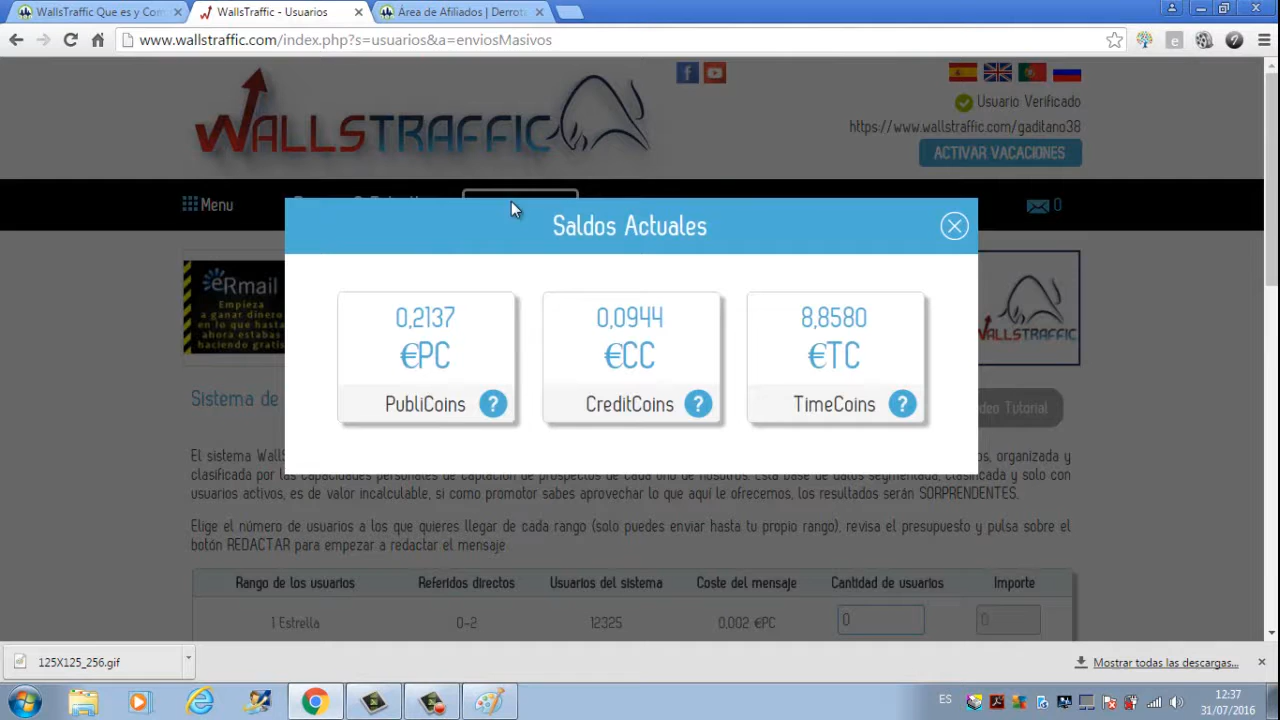 WallsTraffic Que es y Com
WallsTraffic - Usuarios
Área de Afiliados | Derrote
www.wallstraffic.com/index.php?s=usuarios&a=enviosMasivos
WALLSTRAFFIC
Usuario Verificado
https://www.wallstraffic.com/gaditano38
ACTIVAR VACACIONES
Menu
0
Saldos Actuales
eRmail
Empieza
a ganar dinero
en lo que hasta
ahora estabas
haciendo gratis
0,2137
€PC
PubliCoins ?
0,0944
€CC
CreditCoins ?
8,8580
€TC
TimeCoins ?
WALLSTRAFFIC
Sistema de
deo Tutorial
El sistema Wall
os, organizada y
clasificada por las capacidades personales de captación de prospectos de cada uno de nosotros. Esta base de datos segmentada, clasificada y solo con
usuarios activos, es de valor incalculable, si como promotor sabes aprovechar lo que aquí le ofrecemos, los resultados serán SORPRENDENTES.
Elige el número de usuarios a los que quieres llegar de cada rango (solo puedes enviar hasta tu propio rango), revisa el presupuesto y pulsa sobre el
botón REDACTAR para empezar a redactar el mensaje
Rango de los usuarios Referidos directos Usuarios del sistema Coste del mensaje Cantidad de usuarios Importe
1 Estrella 0-2 12325 0.002 €PC 0 0
125X125_256.gif
Mostrar todas las descargas...
ES
12:37
31/07/2016